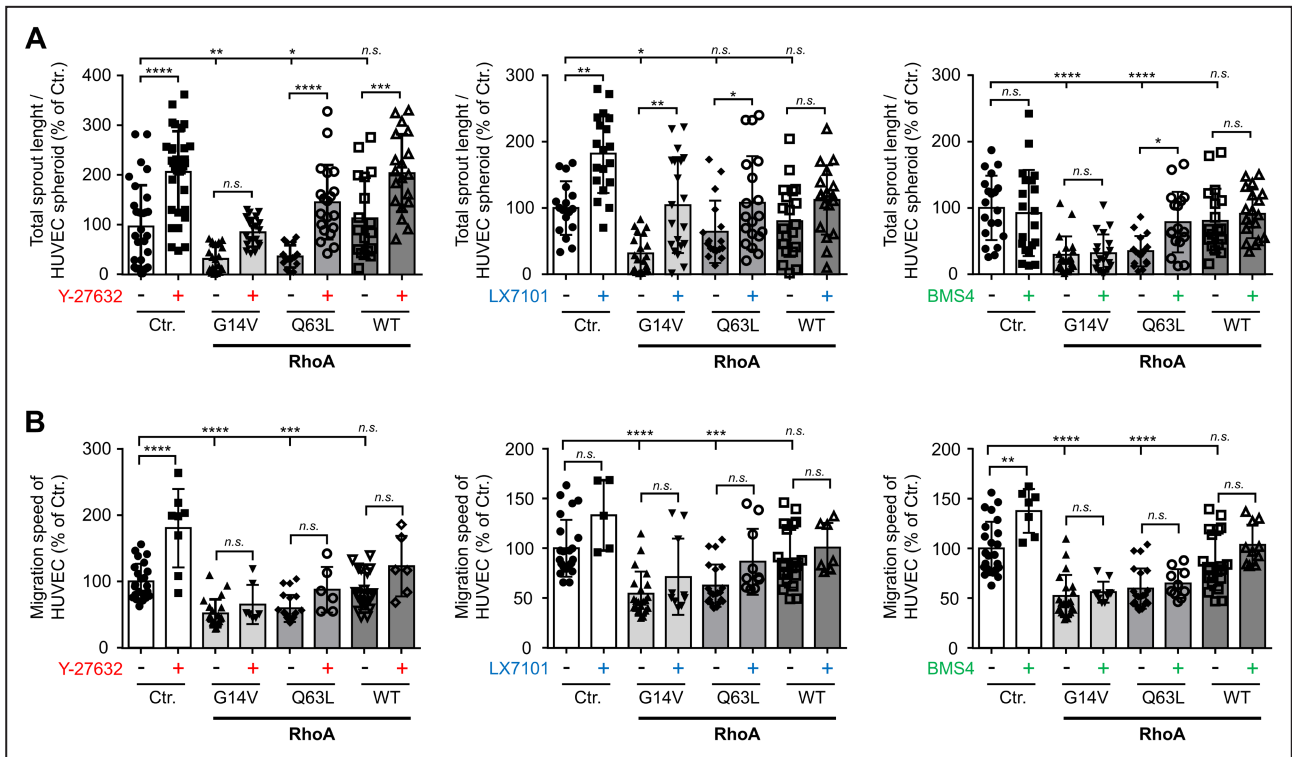 A
** * n.s.
**** n.s. **** ***
Total sprout lenght /
HUVEC spheroid (% of Ctr.)
400
300
200
100
0
Y-27632 - + - + - + - +
Ctr. G14V Q63L WT
RhoA
* n.s. n.s.
** ** * n.s.
Total sprout lenght /
HUVEC spheroid (% of Ctr.)
300
200
100
0
LX7101 - + - + - + - +
Ctr. G14V Q63L WT
RhoA
**** **** n.s.
n.s. n.s. * n.s.
Total sprout lenght /
HUVEC spheroid (% of Ctr.)
300
200
100
0
BMS4 - + - + - + - +
Ctr. G14V Q63L WT
RhoA
B
**** *** n.s.
**** n.s. n.s. n.s.
Migration speed of
HUVEC (% of Ctr.)
300
200
100
0
Y-27632 - + - + - + - +
Ctr. G14V Q63L WT
RhoA
**** *** n.s.
n.s. n.s. n.s. n.s.
Migration speed of
HUVEC (% of Ctr.)
200
150
100
50
0
LX7101 - + - + - + - +
Ctr. G14V Q63L WT
RhoA
**** **** n.s.
** n.s. n.s. n.s.
Migration speed of
HUVEC (% of Ctr.)
200
150
100
50
0
BMS4 - + - + - + - +
Ctr. G14V Q63L WT
RhoA